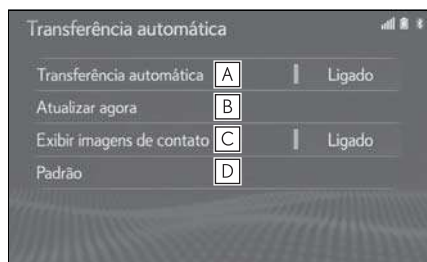 Transferência automática
Transferência automática A Ligado
Atualizar agora B
Exibir imagens de contato C Ligado
Padrão D